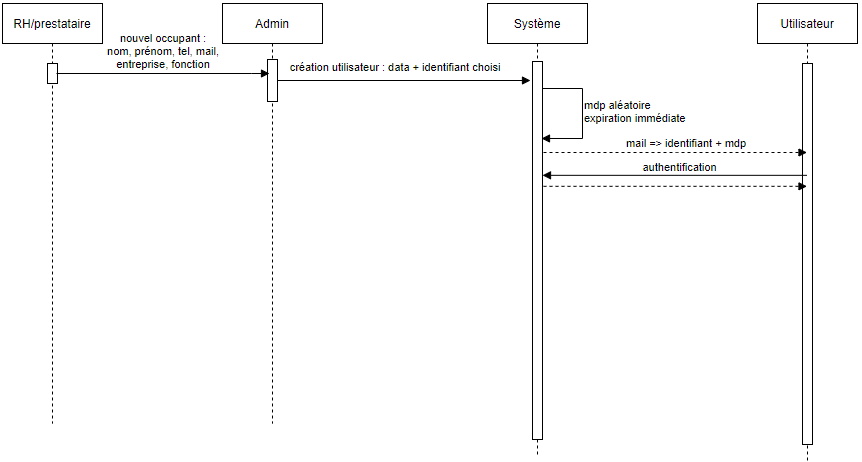 RH/prestataire
Admin
Système
Utilisateur
nouvel occupant :
nom, prénom, tel, mail,
entreprise, fonction
création utilisateur : data + identifiant choisi
mdp aléatoire
expiration immédiate
mail => identifiant + mdp
authentification